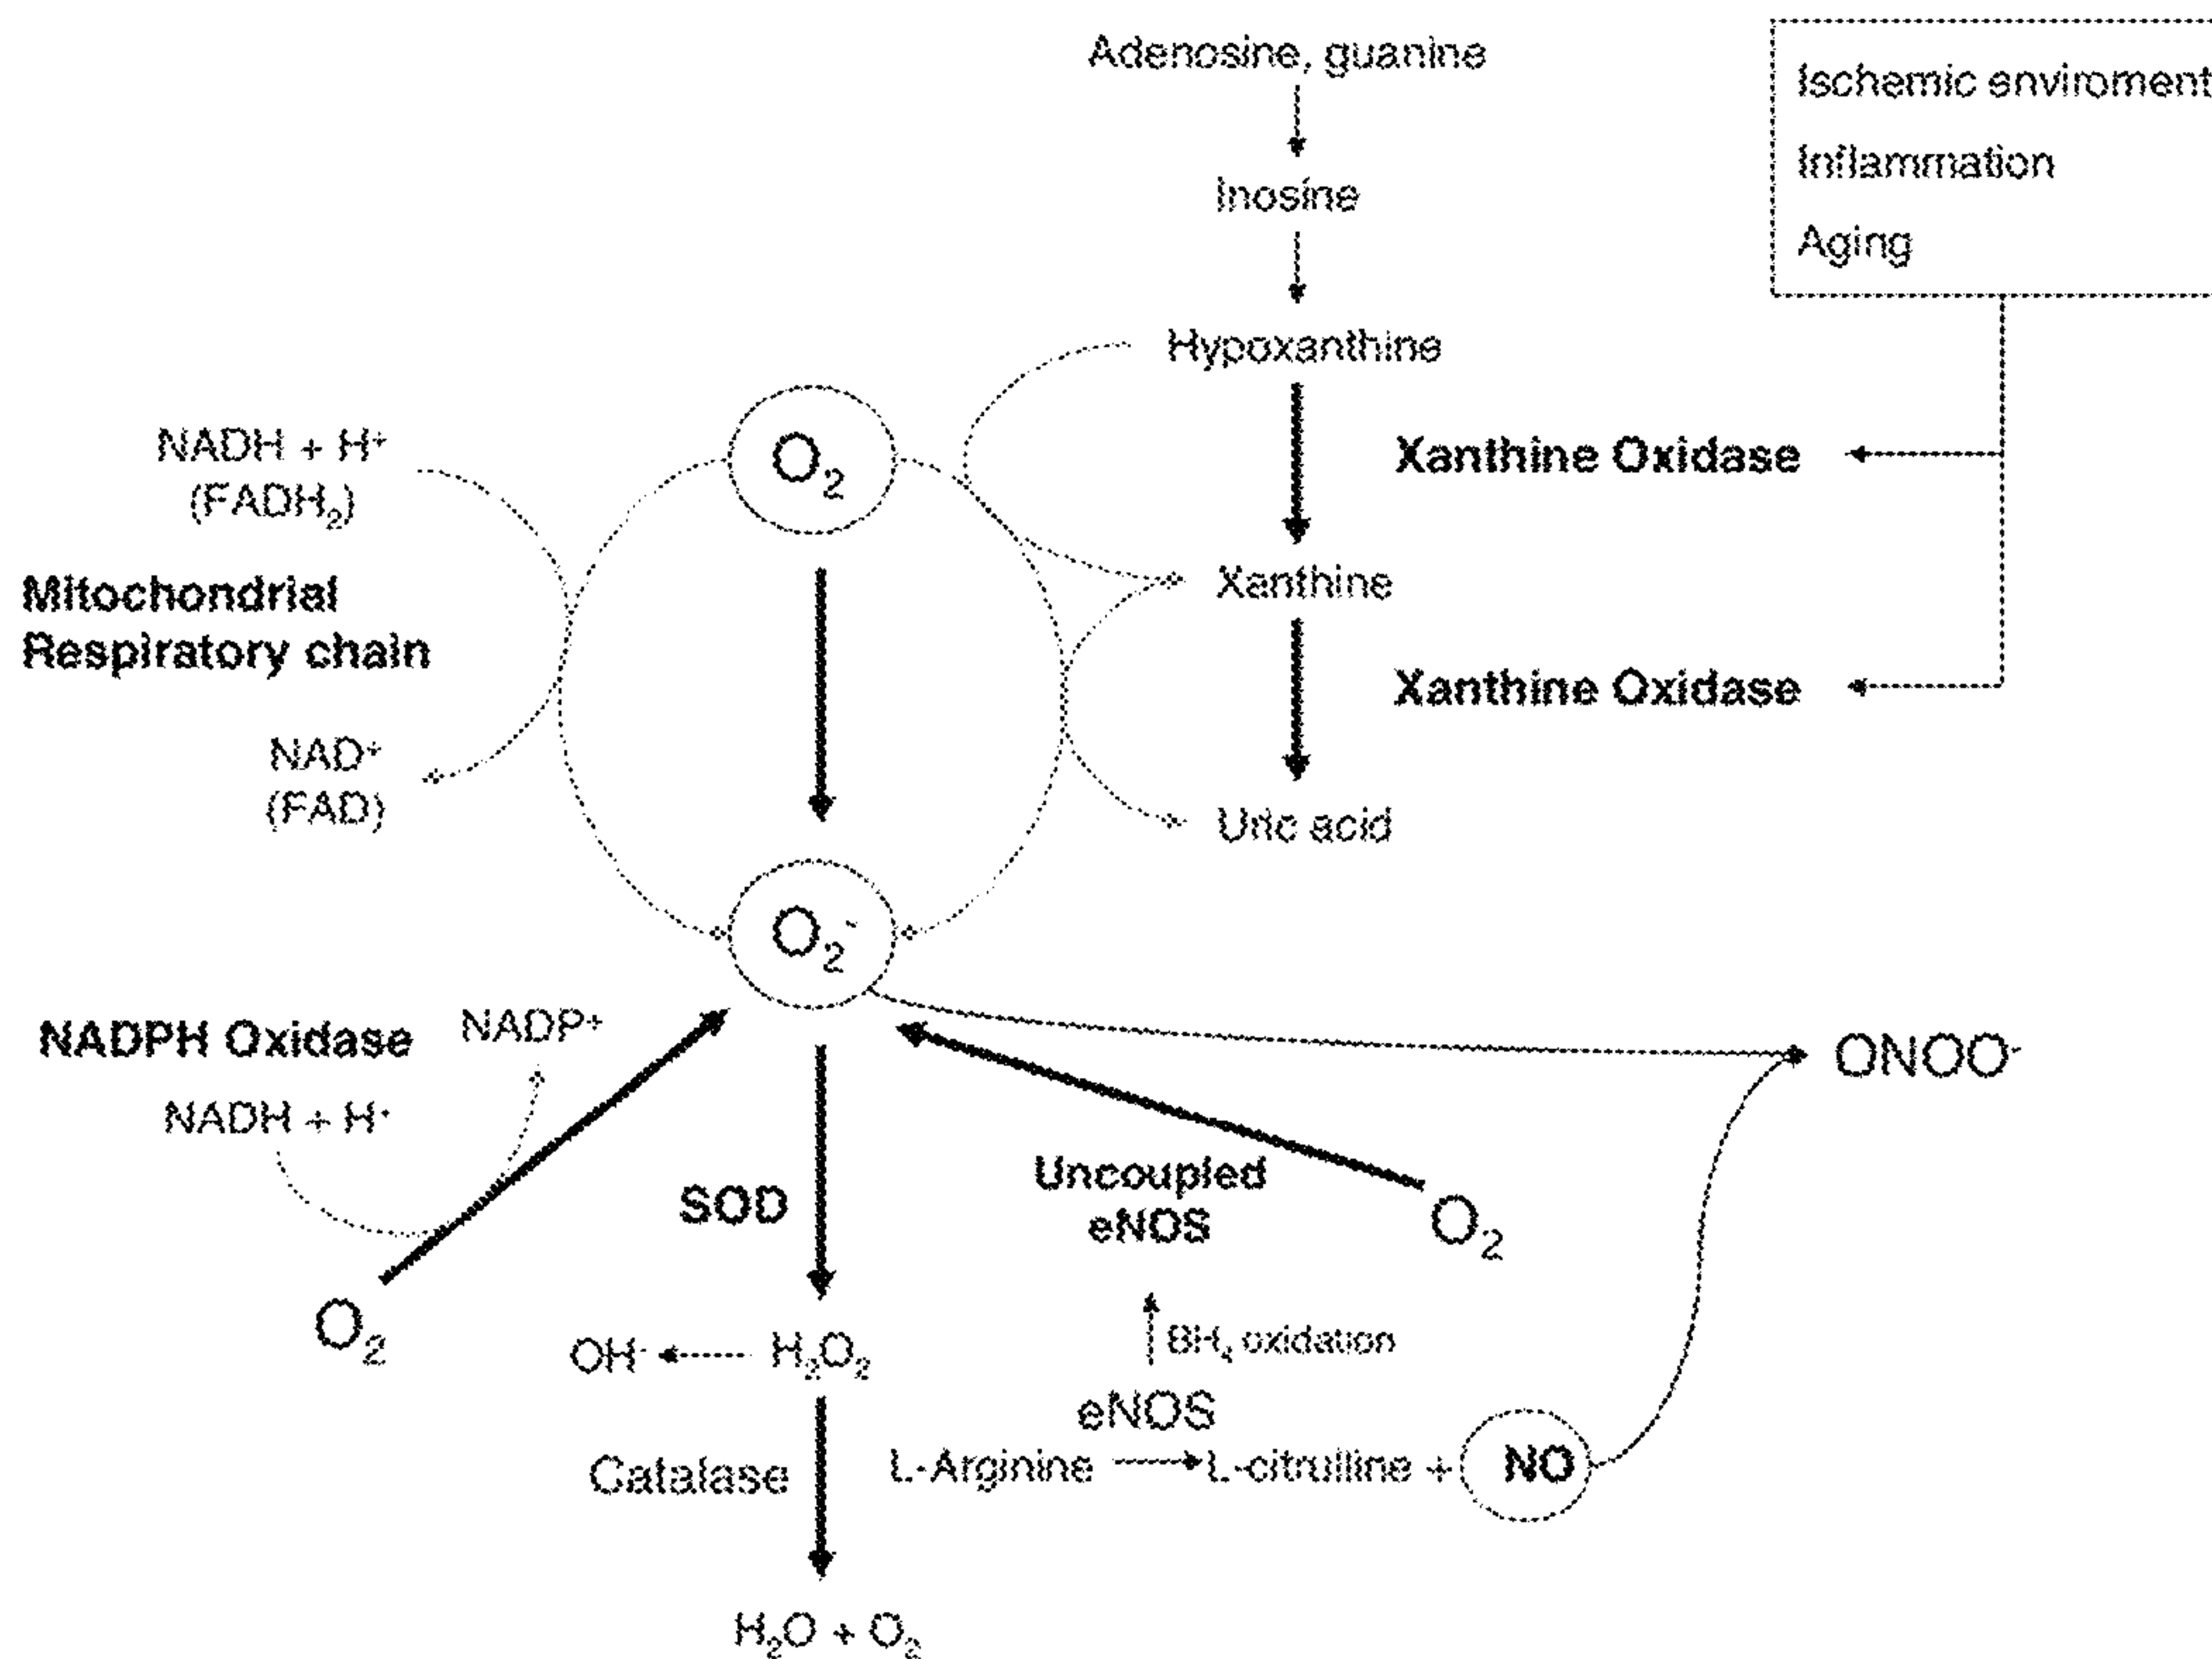 Adenosine, guanine
Ischemic enviroment
Inflammation
Aging
Inosine
Hypoxanthine
NADH + H⁺
(FADH₂)
O₂
Xanthine Oxidase
Mitochondrial
Respiratory chain
Xanthine
Xanthine Oxidase
NAD⁺
(FAD)
Uric acid
O₂⁻
NADPH Oxidase
NADP⁺
NADH + H⁺
ONOO⁻
SOD
Uncoupled
eNOS
O₂
O₂
OH⁻
H₂O₂
BH₄ oxidation
eNOS
Catalase
L-Arginine
L-citrulline +
NO
H₂O + O₂